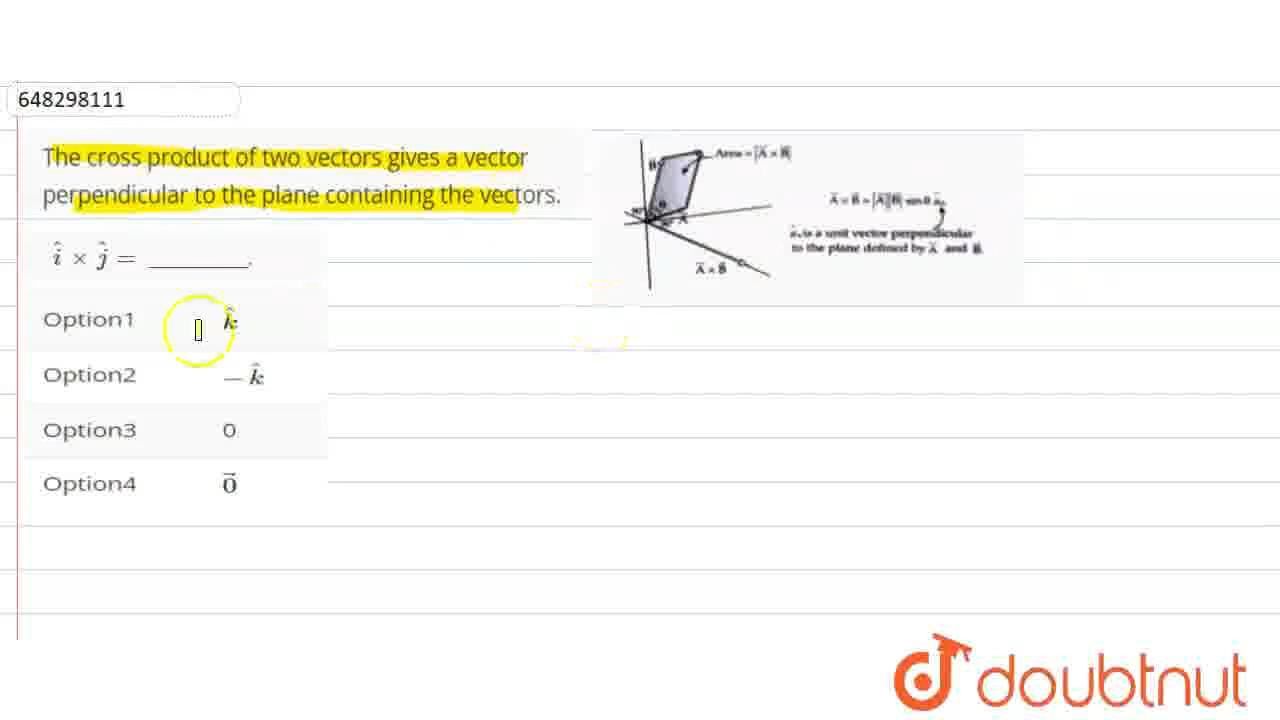 648298111
The cross product of two vectors gives a vector
perpendicular to the plane containing the vectors.
î × ĵ = ________.
Option1 k̂
Option2 − k̂
Option3 0
Option4 0⃗
B⃗
Area = |A⃗ × B⃗|
θ
A⃗
A⃗ × B⃗
A⃗ × B⃗ = |A⃗||B⃗| sin θ
is a unit vector perpendicular
to the plane defined by A⃗ and B⃗.
doubtnut